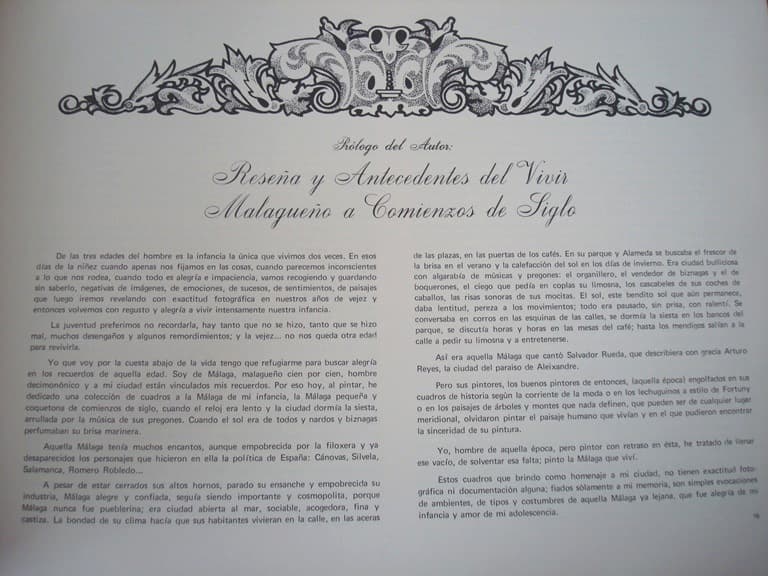 Prólogo del Autor:
Reseña y Antecedentes del Vivir
Malagueño a Comienzos de Siglo
De las tres edades del hombre es la infancia la única que vivimos dos veces. En esos
días de la niñez cuando apenas nos fijamos en las cosas, cuando parecemos inconscientes
a lo que nos rodea, cuando todo es alegría e impaciencia, vamos recogiendo y guardando
sin saberlo, negativas de imágenes, de emociones, de sucesos, de sentimientos, de paisajes
que luego iremos revelando con exactitud fotográfica en nuestros años de vejez y
entonces volvemos con regusto y alegría a vivir intensamente nuestra infancia.
La juventud preferimos no recordarla, hay tanto que no se hizo, tanto que se hizo
mal, muchos desengaños y algunos remordimientos; y la vejez... no nos queda otra edad
para revivirla.
Yo que voy por la cuesta abajo de la vida tengo que refugiarme para buscar alegría
en los recuerdos de aquella edad. Soy de Málaga, malagueño cien por cien, hombre
decimonónico y a mi ciudad están vinculados mis recuerdos. Por eso hoy, al pintar, he
dedicado una colección de cuadros a la Málaga de mi infancia, la Málaga pequeña y
coquetona de comienzos de siglo, cuando el reloj era lento y la ciudad dormía la siesta,
arrullada por la música de sus pregones. Cuando el sol era de todos y nardos y biznagas
perfumaban su brisa marinera.
Aquella Málaga tenía muchos encantos, aunque empobrecida por la filoxera y ya
desaparecidos los personajes que hicieron en ella la política de España: Cánovas, Silvela,
Salamanca, Romero Robledo...
A pesar de estar cerrados sus altos hornos, parado su ensanche y empobrecida su
industria, Málaga alegre y confiada, seguía siendo importante y cosmopolita, porque
Málaga nunca fue pueblerina; era ciudad abierta al mar, sociable, acogedora, fina y
castiza. La bondad de su clima hacía que sus habitantes vivieran en la calle, en las aceras
de las plazas, en las puertas de los cafés. En su parque y Alameda se buscaba el frescor de
la brisa en el verano y la calefacción del sol en los días de invierno. Era ciudad bulliciosa
con algarabía de músicas y pregones: el organillero, el vendedor de biznagas y el de
boquerones, el ciego que pedía en coplas su limosna, los cascabeles de sus coches de
caballos, las risas sonoras de sus mocitas. El sol, este bendito sol que aún permanece,
daba lentitud, pereza a los movimientos; todo era pausado, sin prisa, con ralentí. Se
conversaba en corros en las esquinas de las calles, se dormía la siesta en los bancos del
parque, se discutía horas y horas en las mesas del café; hasta los mendigos salían a la
calle a pedir su limosna y a entretenerse.
Así era aquella Málaga que cantó Salvador Rueda, que describiera con gracia Arturo
Reyes, la ciudad del paraíso de Aleixandre.
Pero sus pintores, los buenos pintores de entonces, (aquella época) engolfados en sus
cuadros de historia según la corriente de la moda o en los lechuguinos a estilo de Fortuny
o en los paisajes de árboles y montes que nada definen, que pueden ser de cualquier lugar
meridional, olvidaron pintar el paisaje humano que vivían y en el que pudieron encontrar
la sinceridad de su pintura.
Yo, hombre de aquella época, pero pintor con retraso en ésta, he tratado de llenar
ese vacío, de solventar esa falta; pinto la Málaga que viví.
Estos cuadros que brindo como homenaje a mi ciudad, no tienen exactitud foto-
gráfica ni documentación alguna; fiados sólamente a mi memoria, son simples evocaciones
de ambientes, de tipos y costumbres de aquella Málaga ya lejana, que fue alegría de mi
infancia y amor de mi adolescencia.